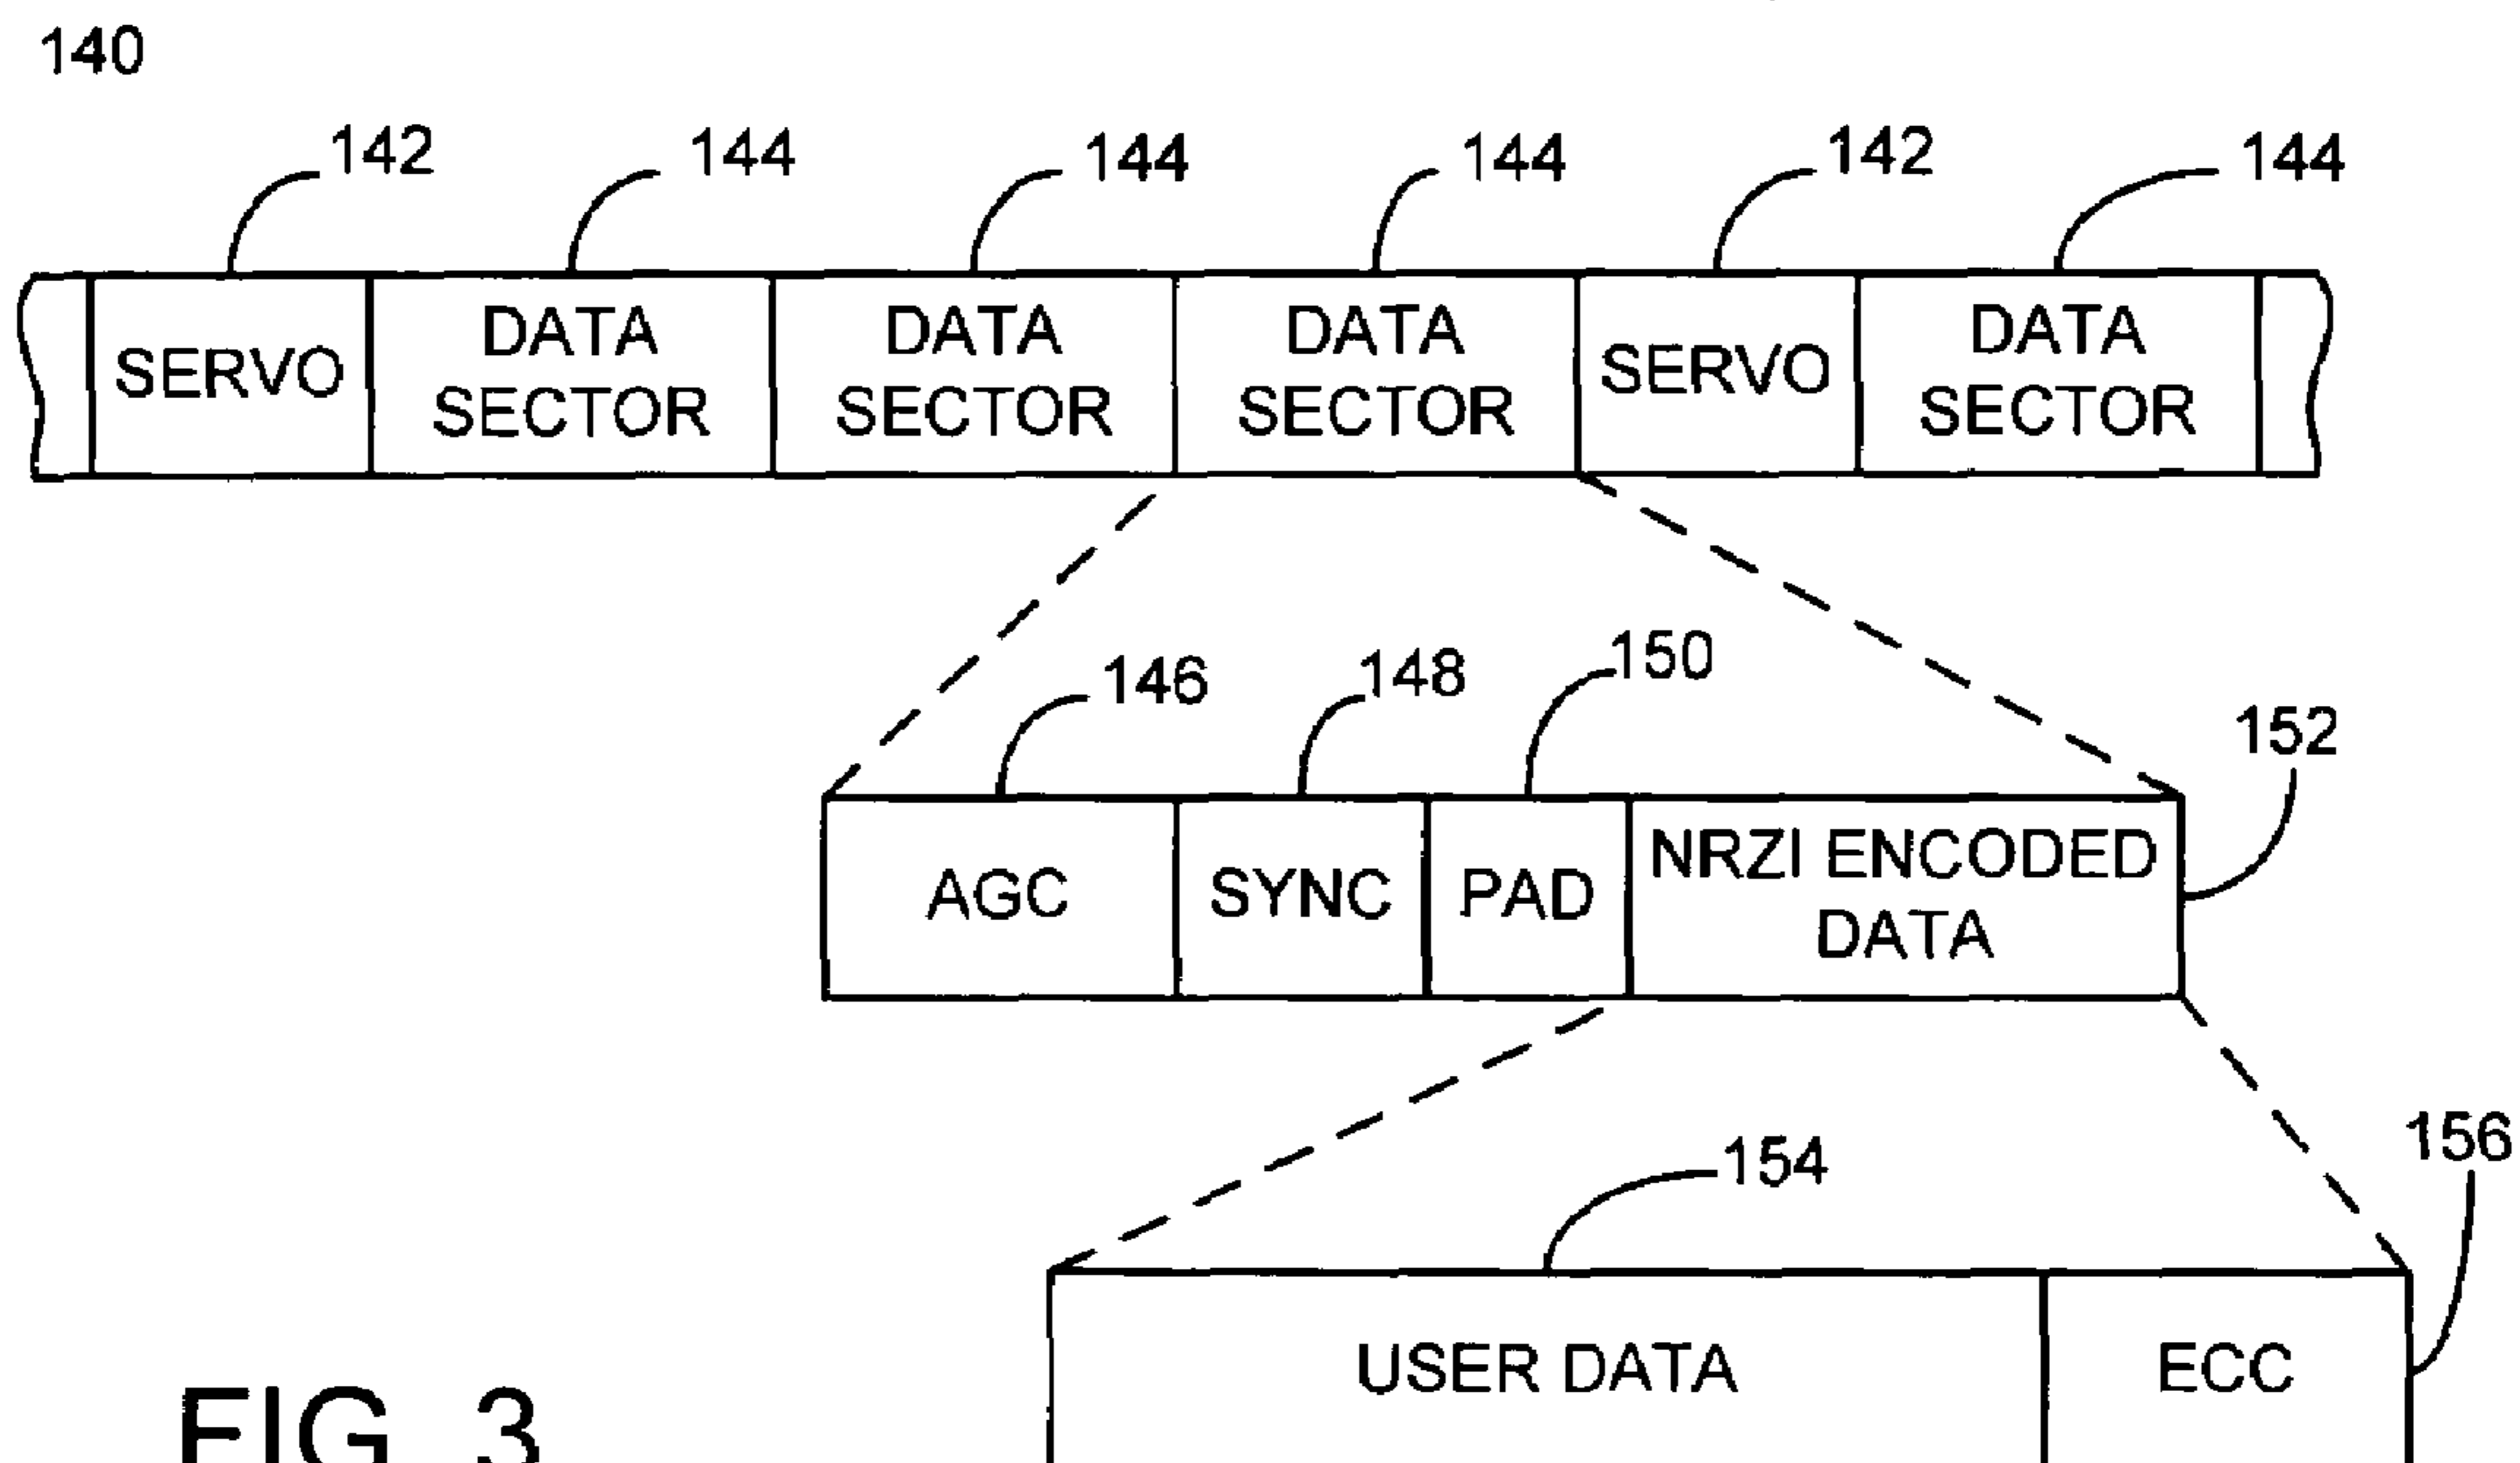 140
142 144 144 144 142 144
SERVO DATA SECTOR DATA SECTOR DATA SECTOR SERVO DATA SECTOR
146 148 150 152
AGC SYNC PAD NRZI ENCODED DATA
154 156
USER DATA ECC
FIG. 3